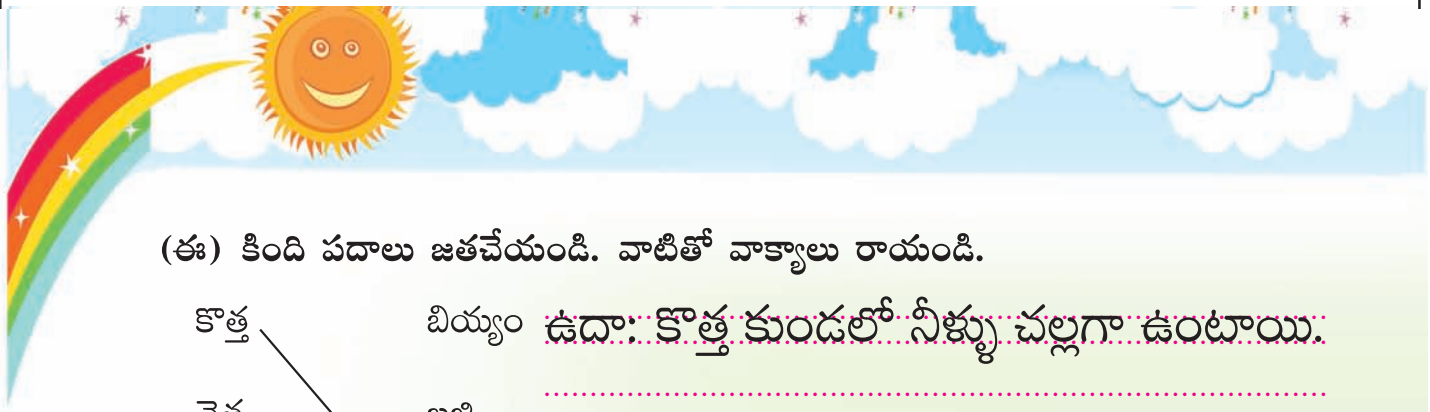 (ఈ) కింది పదాలు జతచేయండి. వాటితో వాక్యాలు రాయండి.
కొత్త బియ్యం ఉదా: కొత్త కుండలో నీళ్ళు చల్లగా ఉంటాయి.